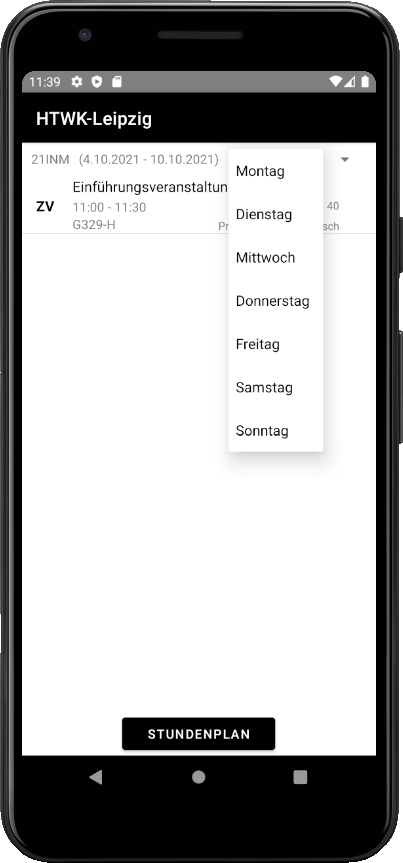 11:39
HTWK-Leipzig
21INM (4.10.2021 - 10.10.2021)
Einführungsveranstaltun
ZV
11:00 - 11:30
40
G329-H
Pr
sch
Montag
Dienstag
Mittwoch
Donnerstag
Freitag
Samstag
Sonntag
STUNDENPLAN